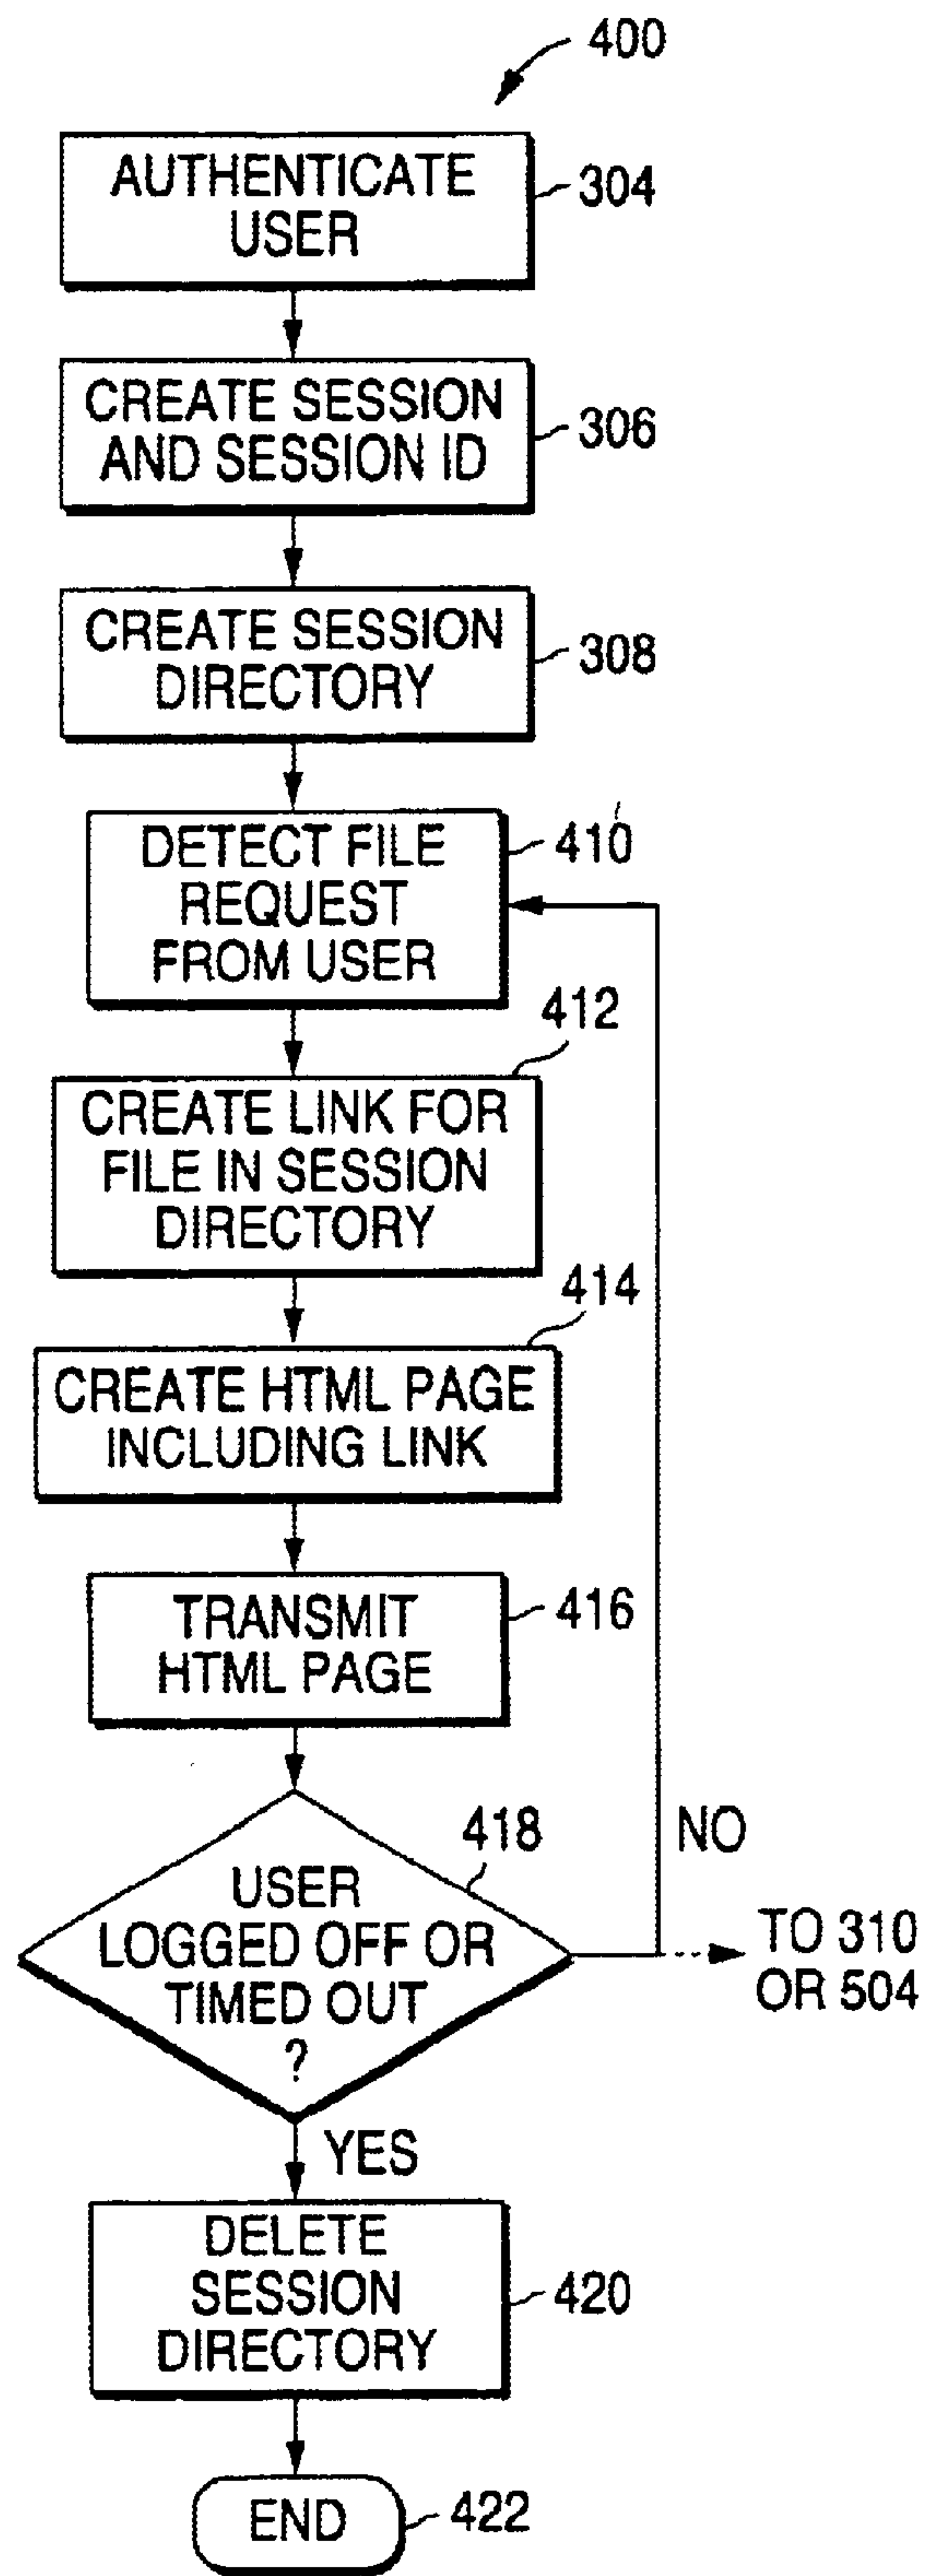 400
AUTHENTICATE
USER
304
CREATE SESSION
AND SESSION ID
306
CREATE SESSION
DIRECTORY
308
DETECT FILE
REQUEST
FROM USER
410
412
CREATE LINK FOR
FILE IN SESSION
DIRECTORY
414
CREATE HTML PAGE
INCLUDING LINK
TRANSMIT
HTML PAGE
416
418
USER
LOGGED OFF OR
TIMED OUT
?
NO
TO 310
OR 504
YES
DELETE
SESSION
DIRECTORY
420
END
422